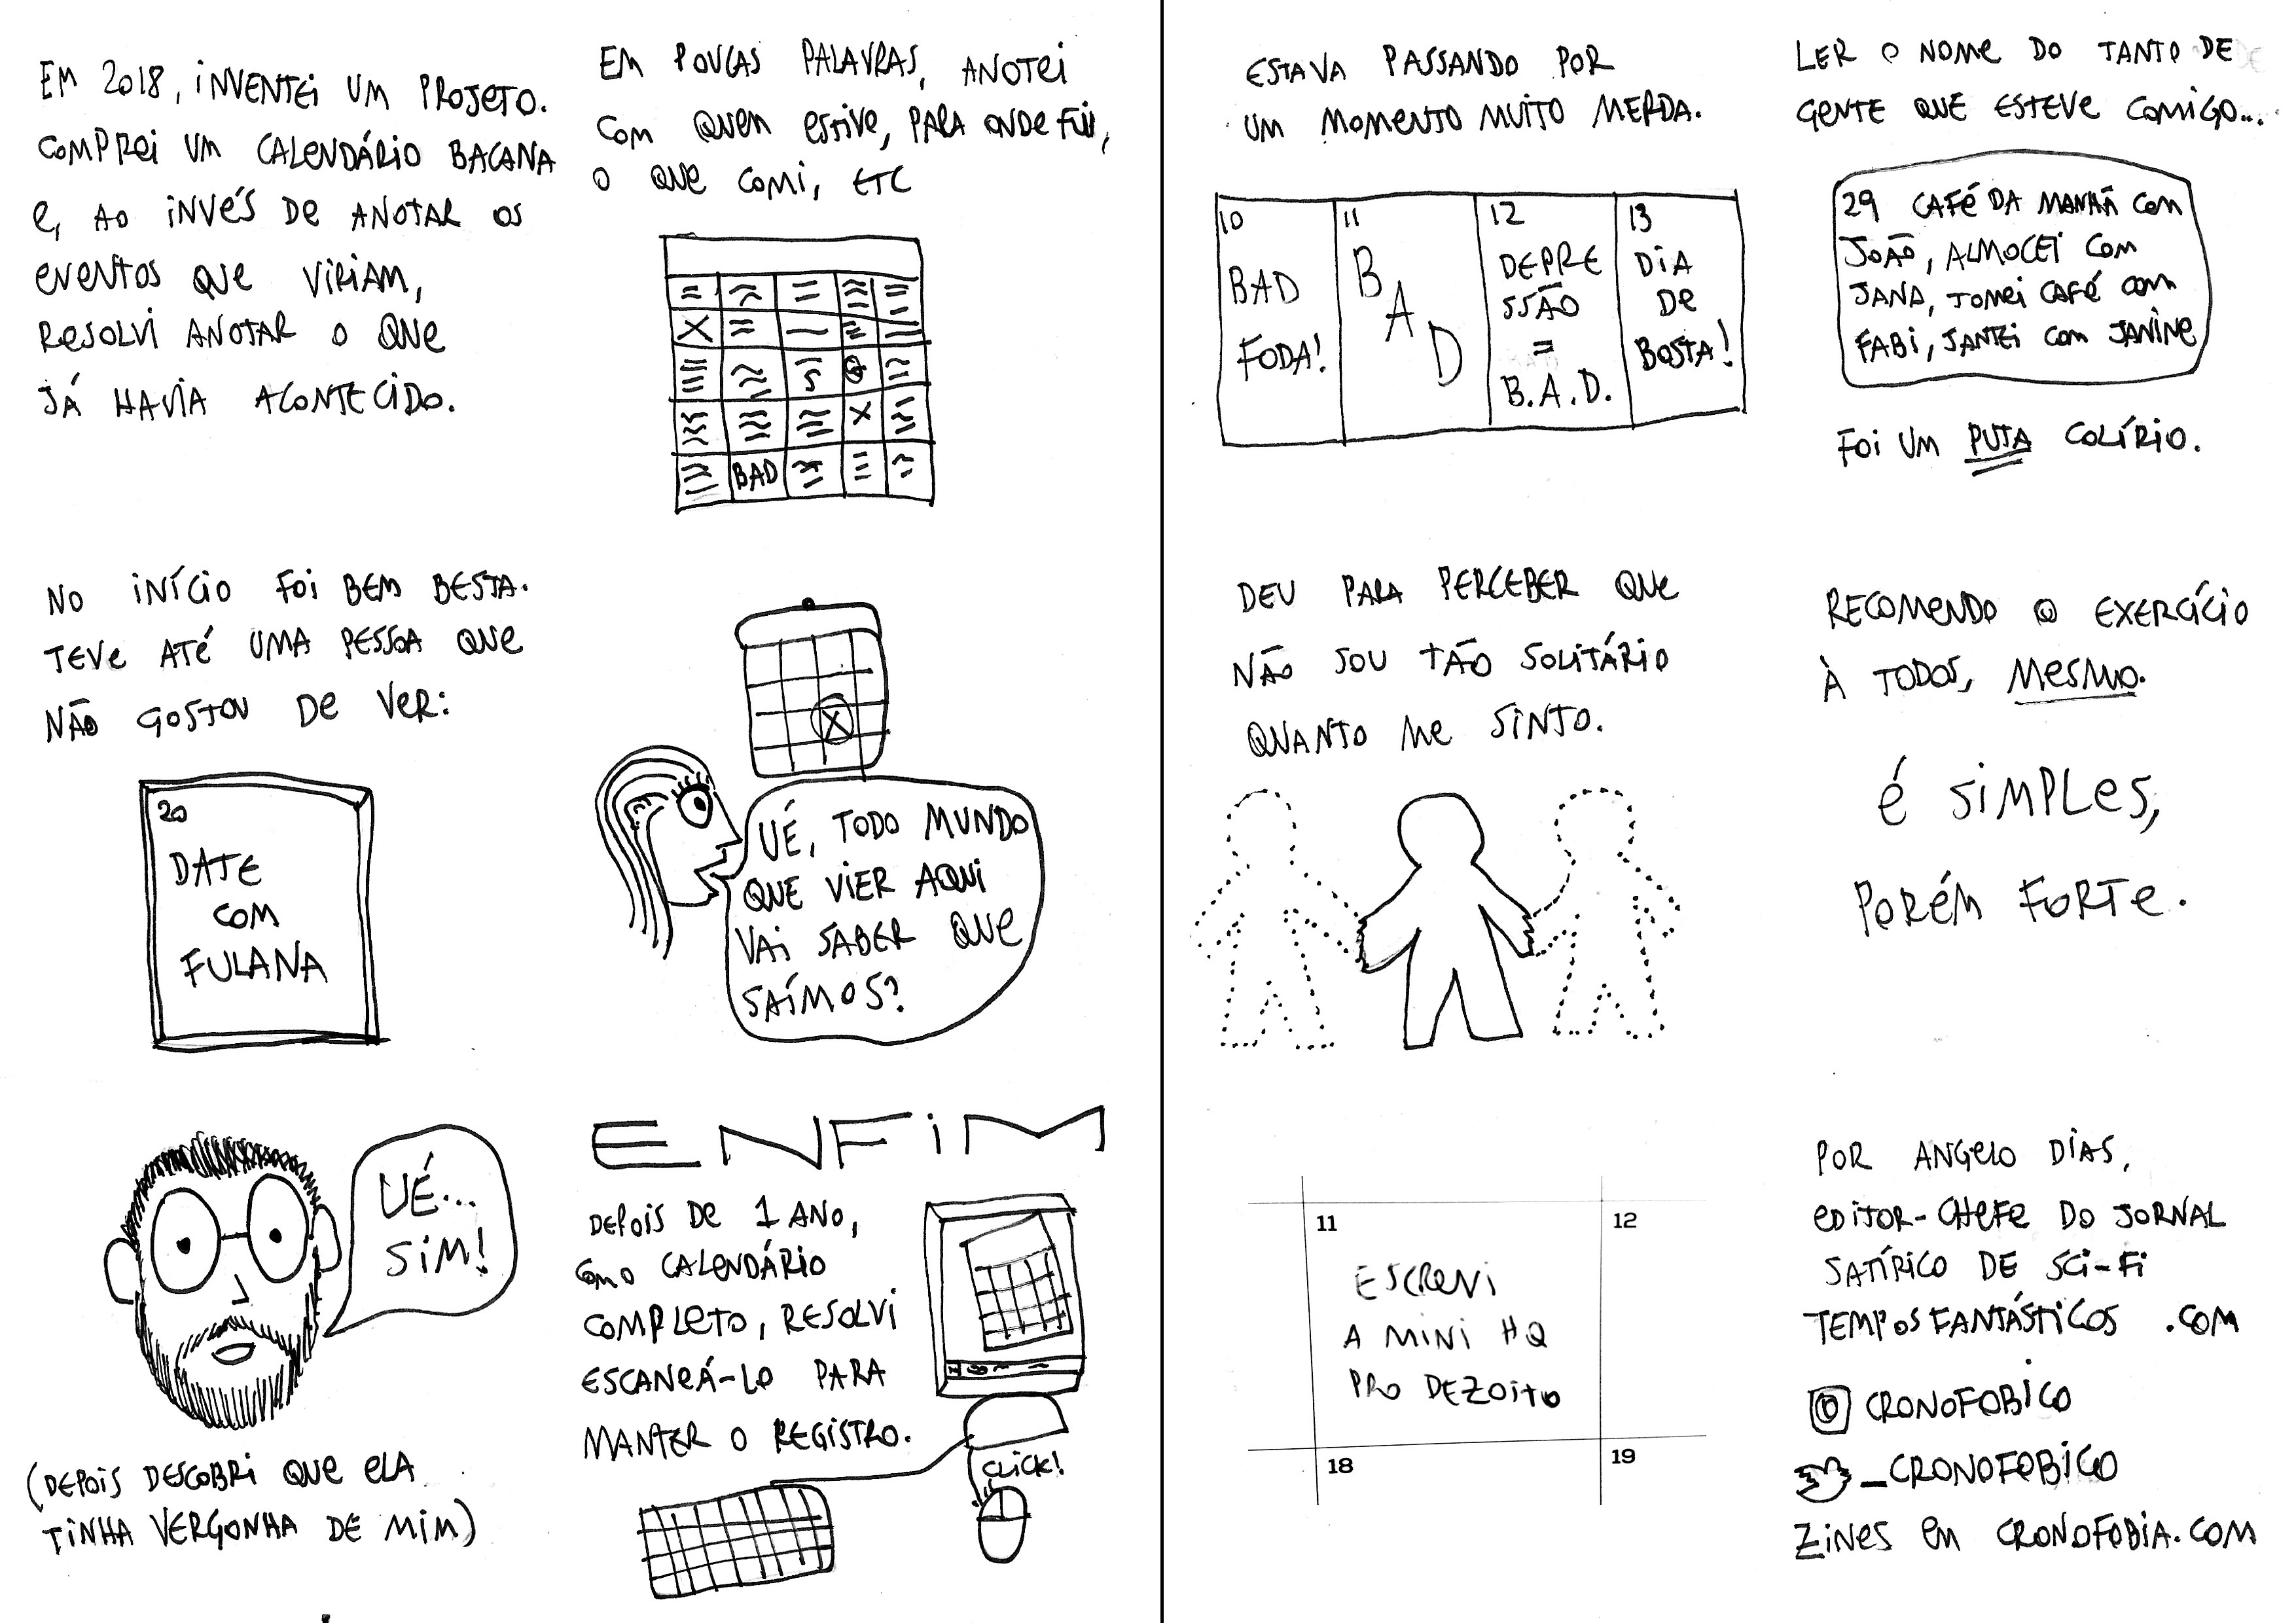 EM 2018, INVENTEI UM PROJETO.
COMPREI UM CALENDÁRIO BACANA
E, AO INVÉS DE ANOTAR OS
EVENTOS QUE VIRIAM,
RESOLVI ANOTAR O QUE
JÁ HAVIA ACONTECIDO.
EM POUCAS PALAVRAS, ANOTEI
COM QUEM ESTIVE, PARA ONDE FUI,
O QUE COMI, ETC
BAD
NO INÍCIO FOI BEM BESTA.
TEVE ATÉ UMA PESSOA QUE
NÃO GOSTOU DE VER:
20
DATE
COM
FULANA
UÉ, TODO MUNDO
QUE VIER AQUI
VAI SABER QUE
SAÍMOS?
UÉ...
SIM!
(DEPOIS DESCOBRI QUE ELA
TINHA VERGONHA DE MIM)
ENFIM
DEPOIS DE 1 ANO,
COM O CALENDÁRIO
COMPLETO, RESOLVI
ESCANEÁ-LO PARA
MANTER O REGISTRO.
CLICK!
ESTAVA PASSANDO POR
UM MOMENTO MUITO MERDA.
10
BAD
FODA!
11
BAD
12
DEPRE
SSÃO
=
B.A.D.
13
DIA
DE
BOSTA!
LER O NOME DO TANTO DE
GENTE QUE ESTEVE COMIGO...
29 CAFÉ DA MANHÃ COM
JOÃO, ALMOCEI COM
JANA, TOMEI CAFÉ COM
FABI, JANTEI COM JANINE
FOI UM PUTA COLÍRIO.
DEU PARA PERCEBER QUE
NÃO SOU TÃO SOLITÁRIO
QUANTO ME SINTO.
RECOMENDO O EXERCÍCIO
À TODOS, MESMO.
É SIMPLES,
PORÉM FORTE.
11
12
ESCREVI
A MINI HQ
PRO DEZOITO
18
19
POR ANGELO DIAS,
EDITOR-CHEFE DO JORNAL
SATÍRICO DE SCI-FI
TEMPOSFANTÁSTICOS .COM
CRONOFOBICO
_CRONOFOBICO
ZINES EM CRONOFOBIA.COM